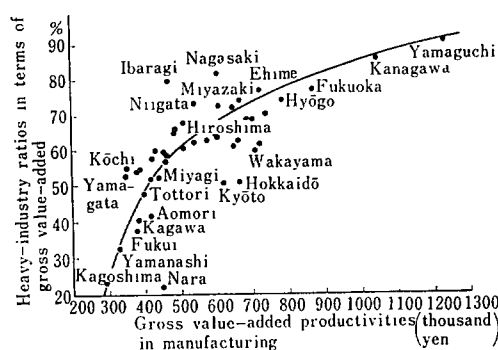 %
90
80
70
60
50
40
30
20
Heavy-industry ratios in terms of
gross value-added
Nagasaki
Ibaragi
Miyazaki
Ehime
Yamaguchi
Kanagawa
Fukuoka
Niigata
Hyōgo
Hiroshima
Kōchi
Wakayama
Miyagi
Yama-
gata
Hokkaidō
Kyōto
Tottori
Aomori
Kagawa
Fukui
Yamanashi
Kagoshima
Nara
200 300 400 500 600 700 800 900 1000 1100 1200
Gross value-added productivities (thousand)
in manufacturing yen